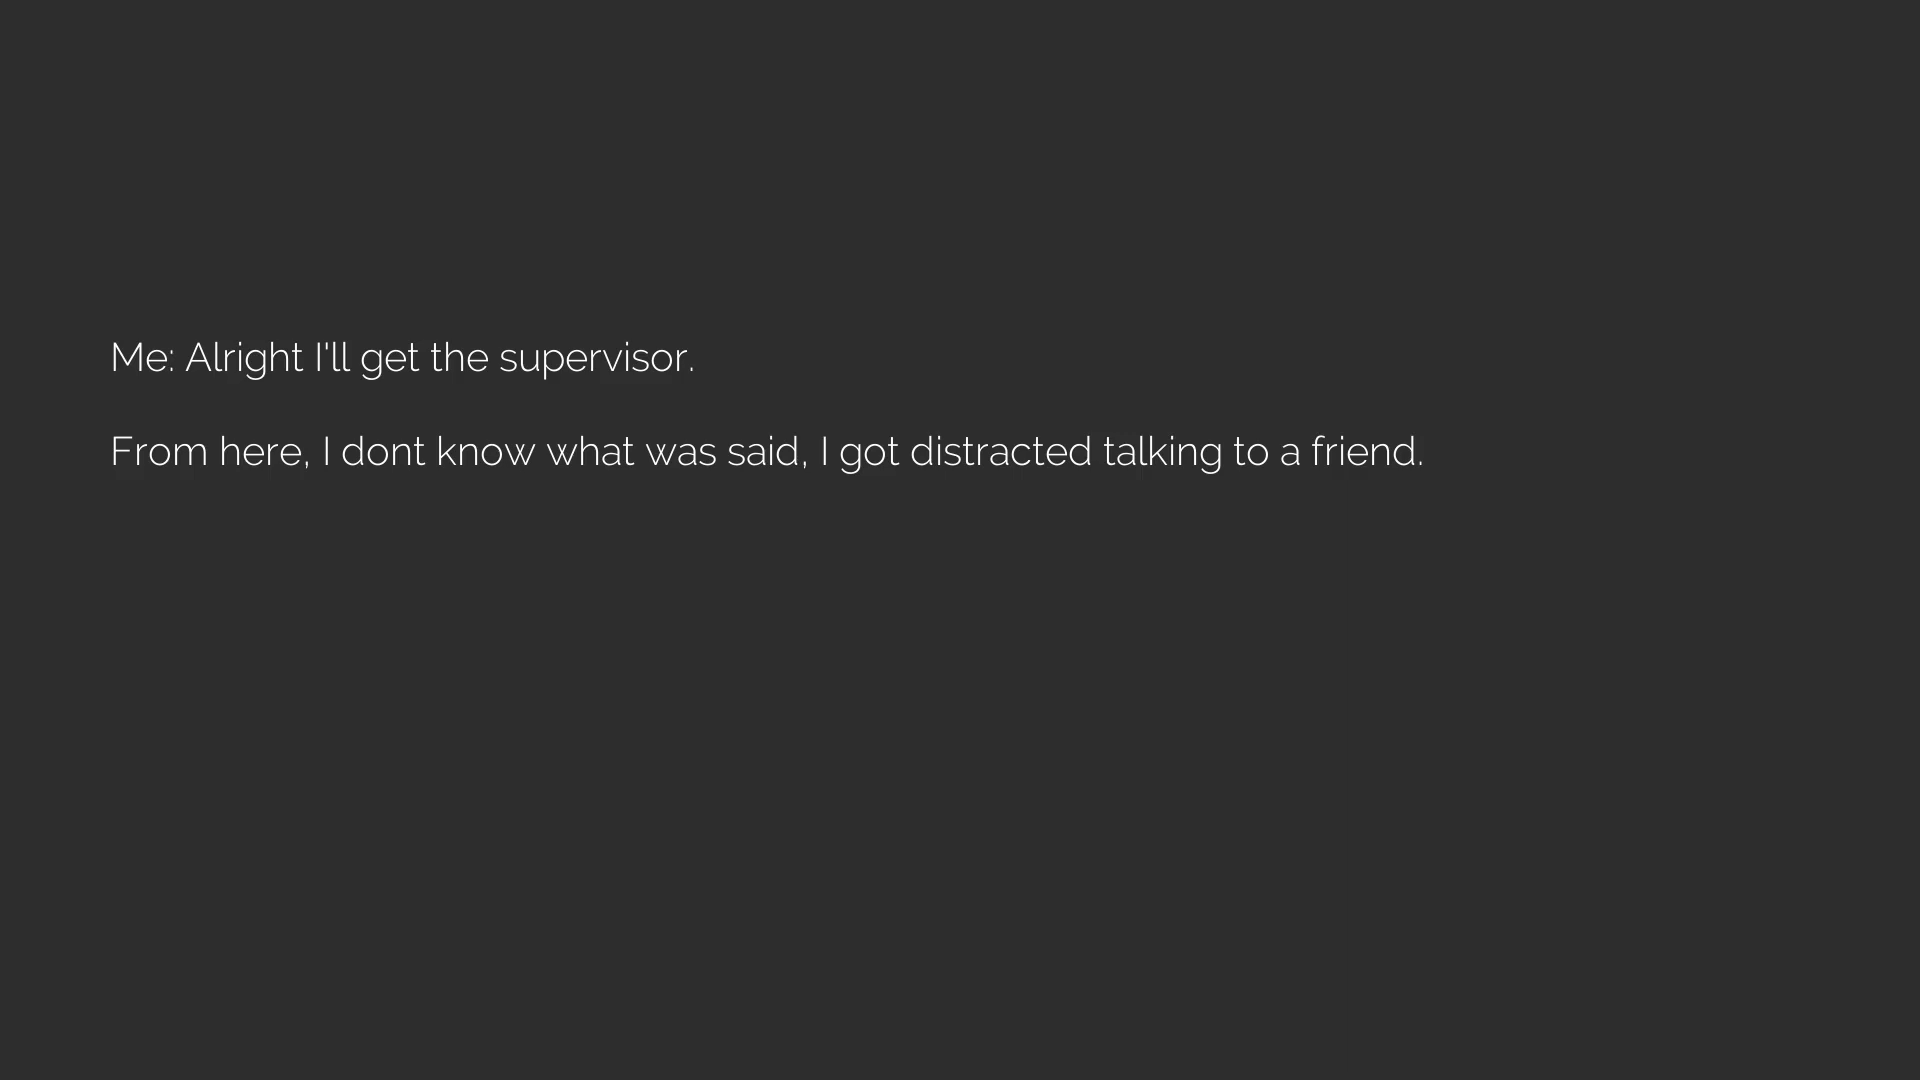 Me: Alright I'll get the supervisor.
From here, I dont know what was said, I got distracted talking to a friend.